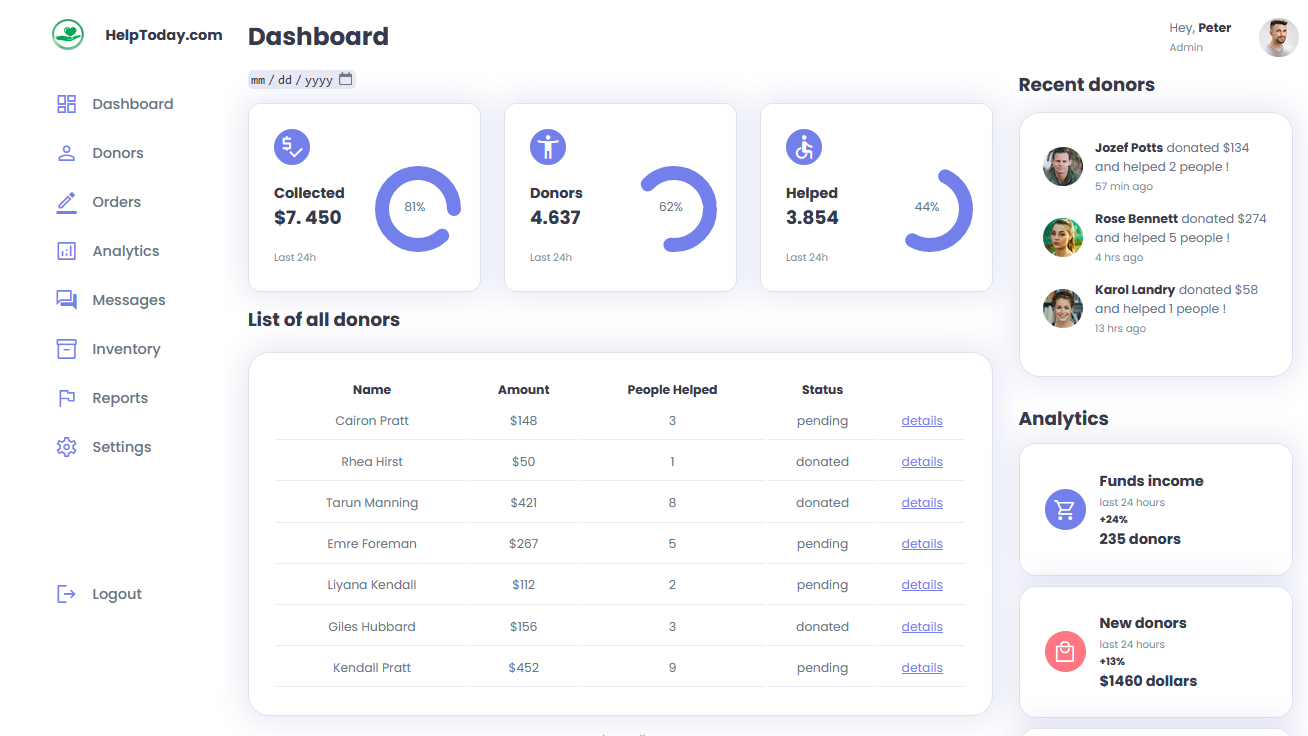 HelpToday.com
Dashboard
Donors
Orders
Analytics
Messages
Inventory
Reports
Settings
Logout
Dashboard
mm / dd / yyyy
Collected
$7. 450
81%
Last 24h
Donors
4.637
62%
Last 24h
Helped
3.854
44%
Last 24h
List of all donors
Name Amount People Helped Status
Cairon Pratt $148 3 pending details
Rhea Hirst $50 1 donated details
Tarun Manning $421 8 donated details
Emre Foreman $267 5 pending details
Liyana Kendall $112 2 pending details
Giles Hubbard $156 3 donated details
Kendall Pratt $452 9 pending details
Hey, Peter
Admin
Recent donors
Jozef Potts donated $134
and helped 2 people !
57 min ago
Rose Bennett donated $274
and helped 5 people !
4 hrs ago
Karol Landry donated $58
and helped 1 people !
13 hrs ago
Analytics
Funds income
last 24 hours
+24%
235 donors
New donors
last 24 hours
+13%
$1460 dollars